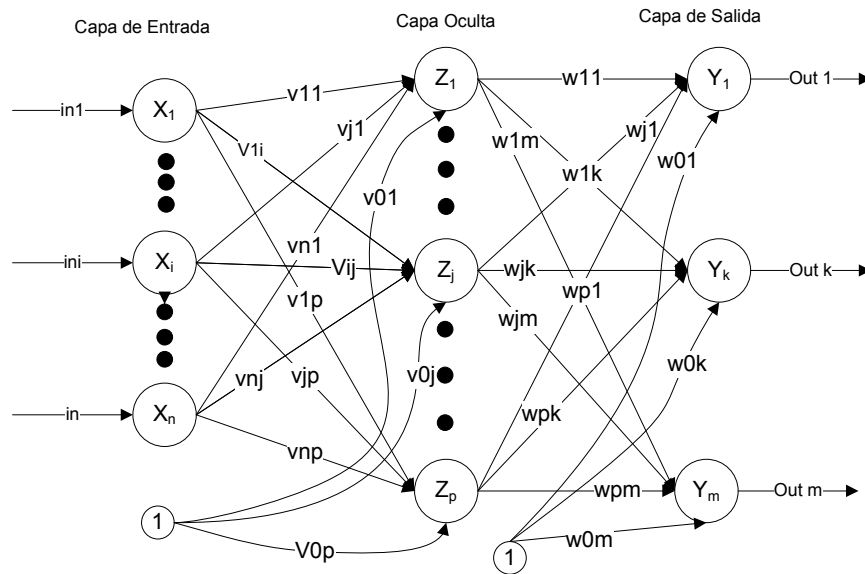 Capa de Entrada
Capa Oculta
Capa de Salida
in1
X1
v11
Z1
w11
Y1
Out 1
vj1
V1i
w1m
wj1
v01
w1k
w01
vn1
ini
Xi
Vij
Zj
wjk
Yk
Out k
v1p
wp1
wjm
vnj
vjp
v0j
w0k
in
Xn
wpk
vnp
Zp
wpm
Ym
Out m
1
V0p
1
w0m